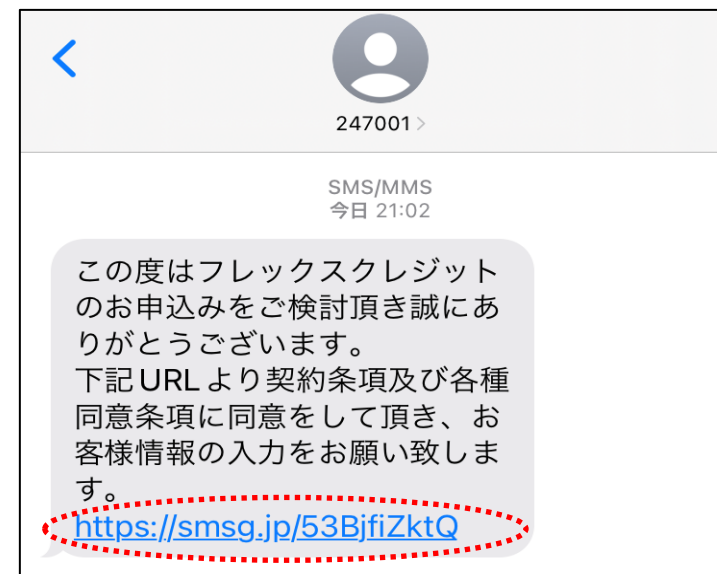 247001
SMS/MMS
今日 21:02
この度はフレックスクレジット
のお申込みをご検討頂き誠にあ
りがとうございます。
下記URLより契約条項及び各種
同意条項に同意をして頂き、お
客様情報の入力をお願い致しま
す。
https://smsg.jp/53BjfiZktQ